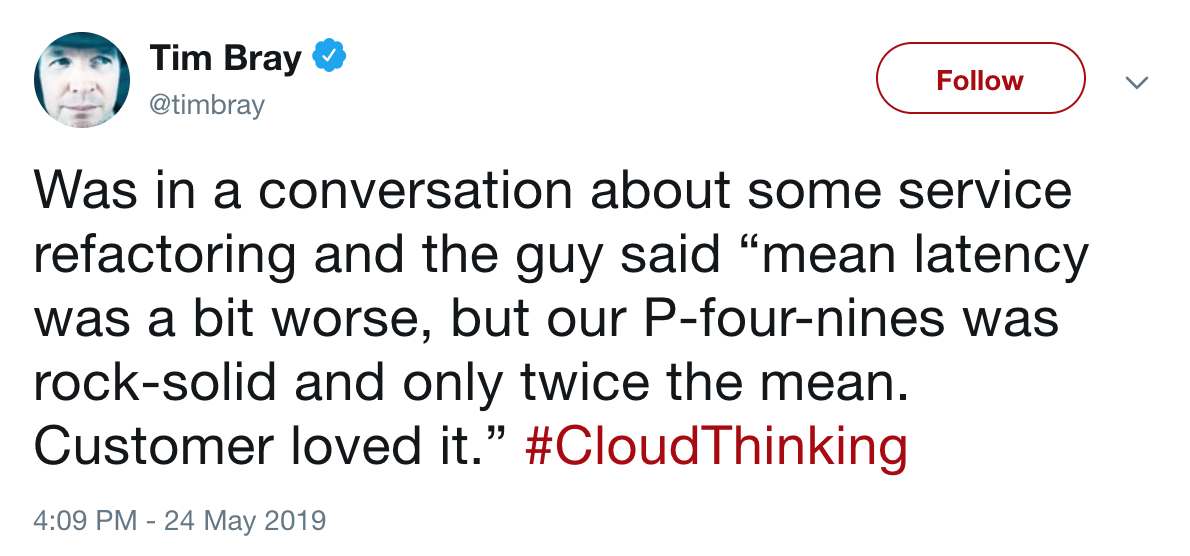 Tim Bray
@timbray
Follow
Was in a conversation about some service
refactoring and the guy said “mean latency
was a bit worse, but our P-four-nines was
rock-solid and only twice the mean.
Customer loved it.” #CloudThinking
4:09 PM - 24 May 2019